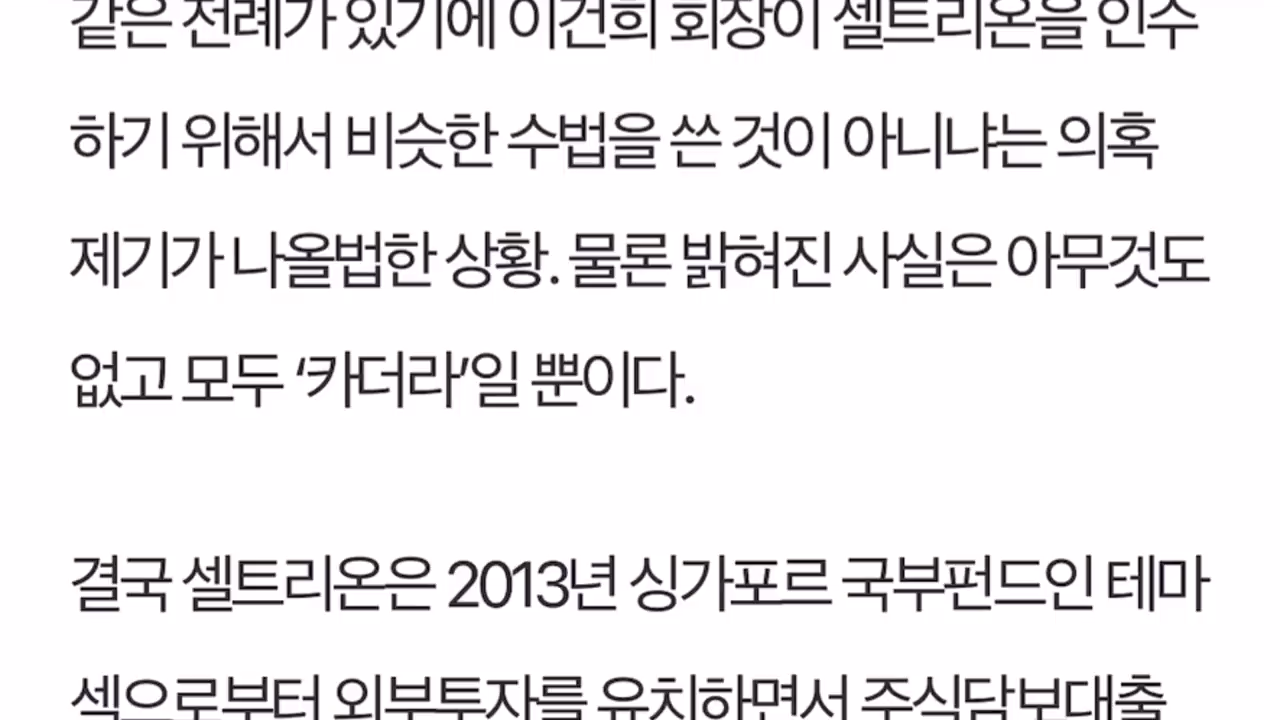 같은 전례가 있기에 이건희 회장이 셀트리온을 인수
하기 위해서 비슷한 수법을 쓴 것이 아니냐는 의혹
제기가 나올법한 상황. 물론 밝혀진 사실은 아무것도
없고 모두 ‘카더라’일 뿐이다.
결국 셀트리온은 2013년 싱가포르 국부펀드인 테마
섹으로부터 외부투자를 유치하면서 주식담보대출